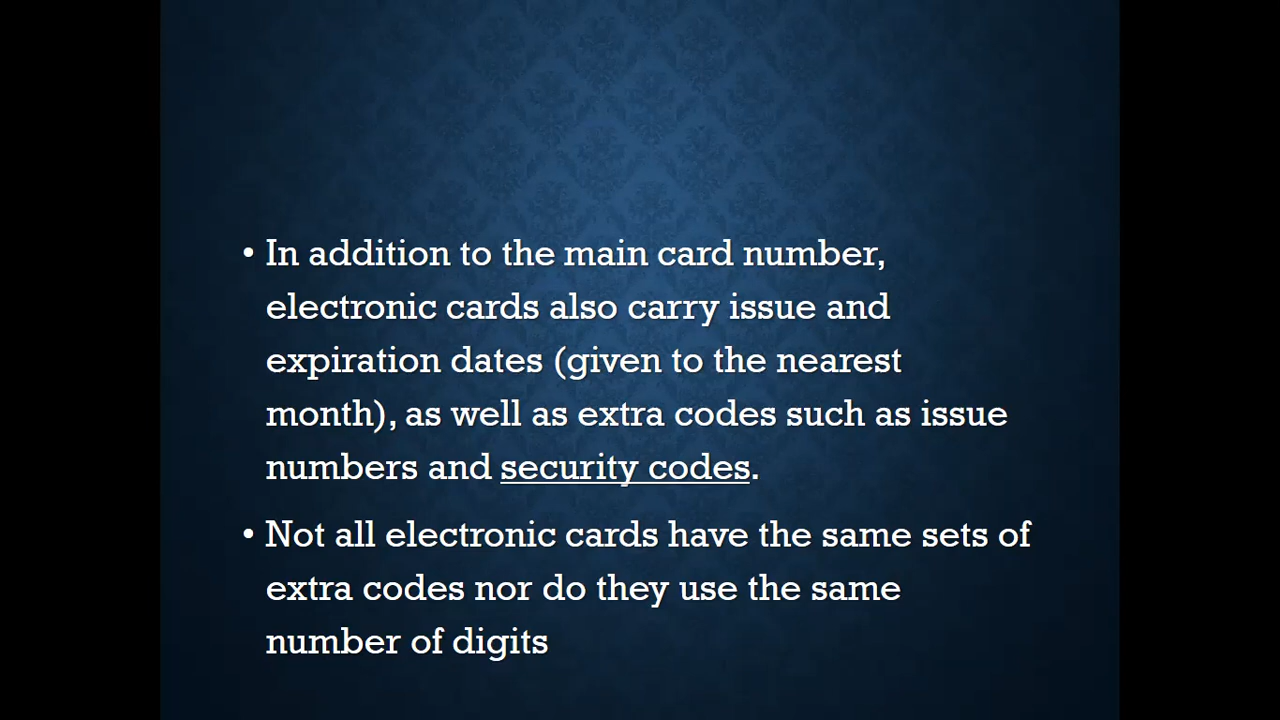 • In addition to the main card number,
electronic cards also carry issue and
expiration dates (given to the nearest
month), as well as extra codes such as issue
numbers and security codes.
• Not all electronic cards have the same sets of
extra codes nor do they use the same
number of digits